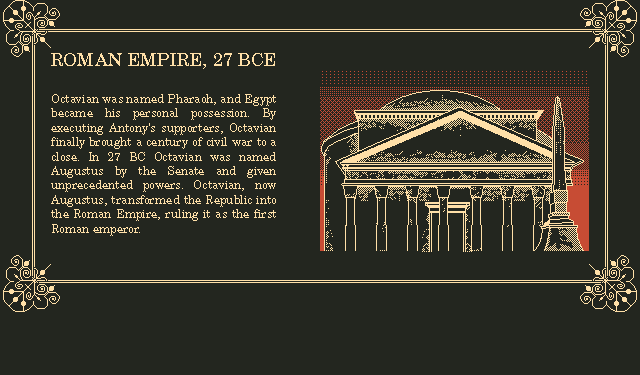 ROMAN EMPIRE, 27 BCE
Octavian was named Pharaoh, and Egypt
became his personal possession. By
executing Antony's supporters, Octavian
finally brought a century of civil war to a
close. In 27 BC Octavian was named
Augustus by the Senate and given
unprecedented powers. Octavian, now
Augustus, transformed the Republic into
the Roman Empire, ruling it as the first
Roman emperor.